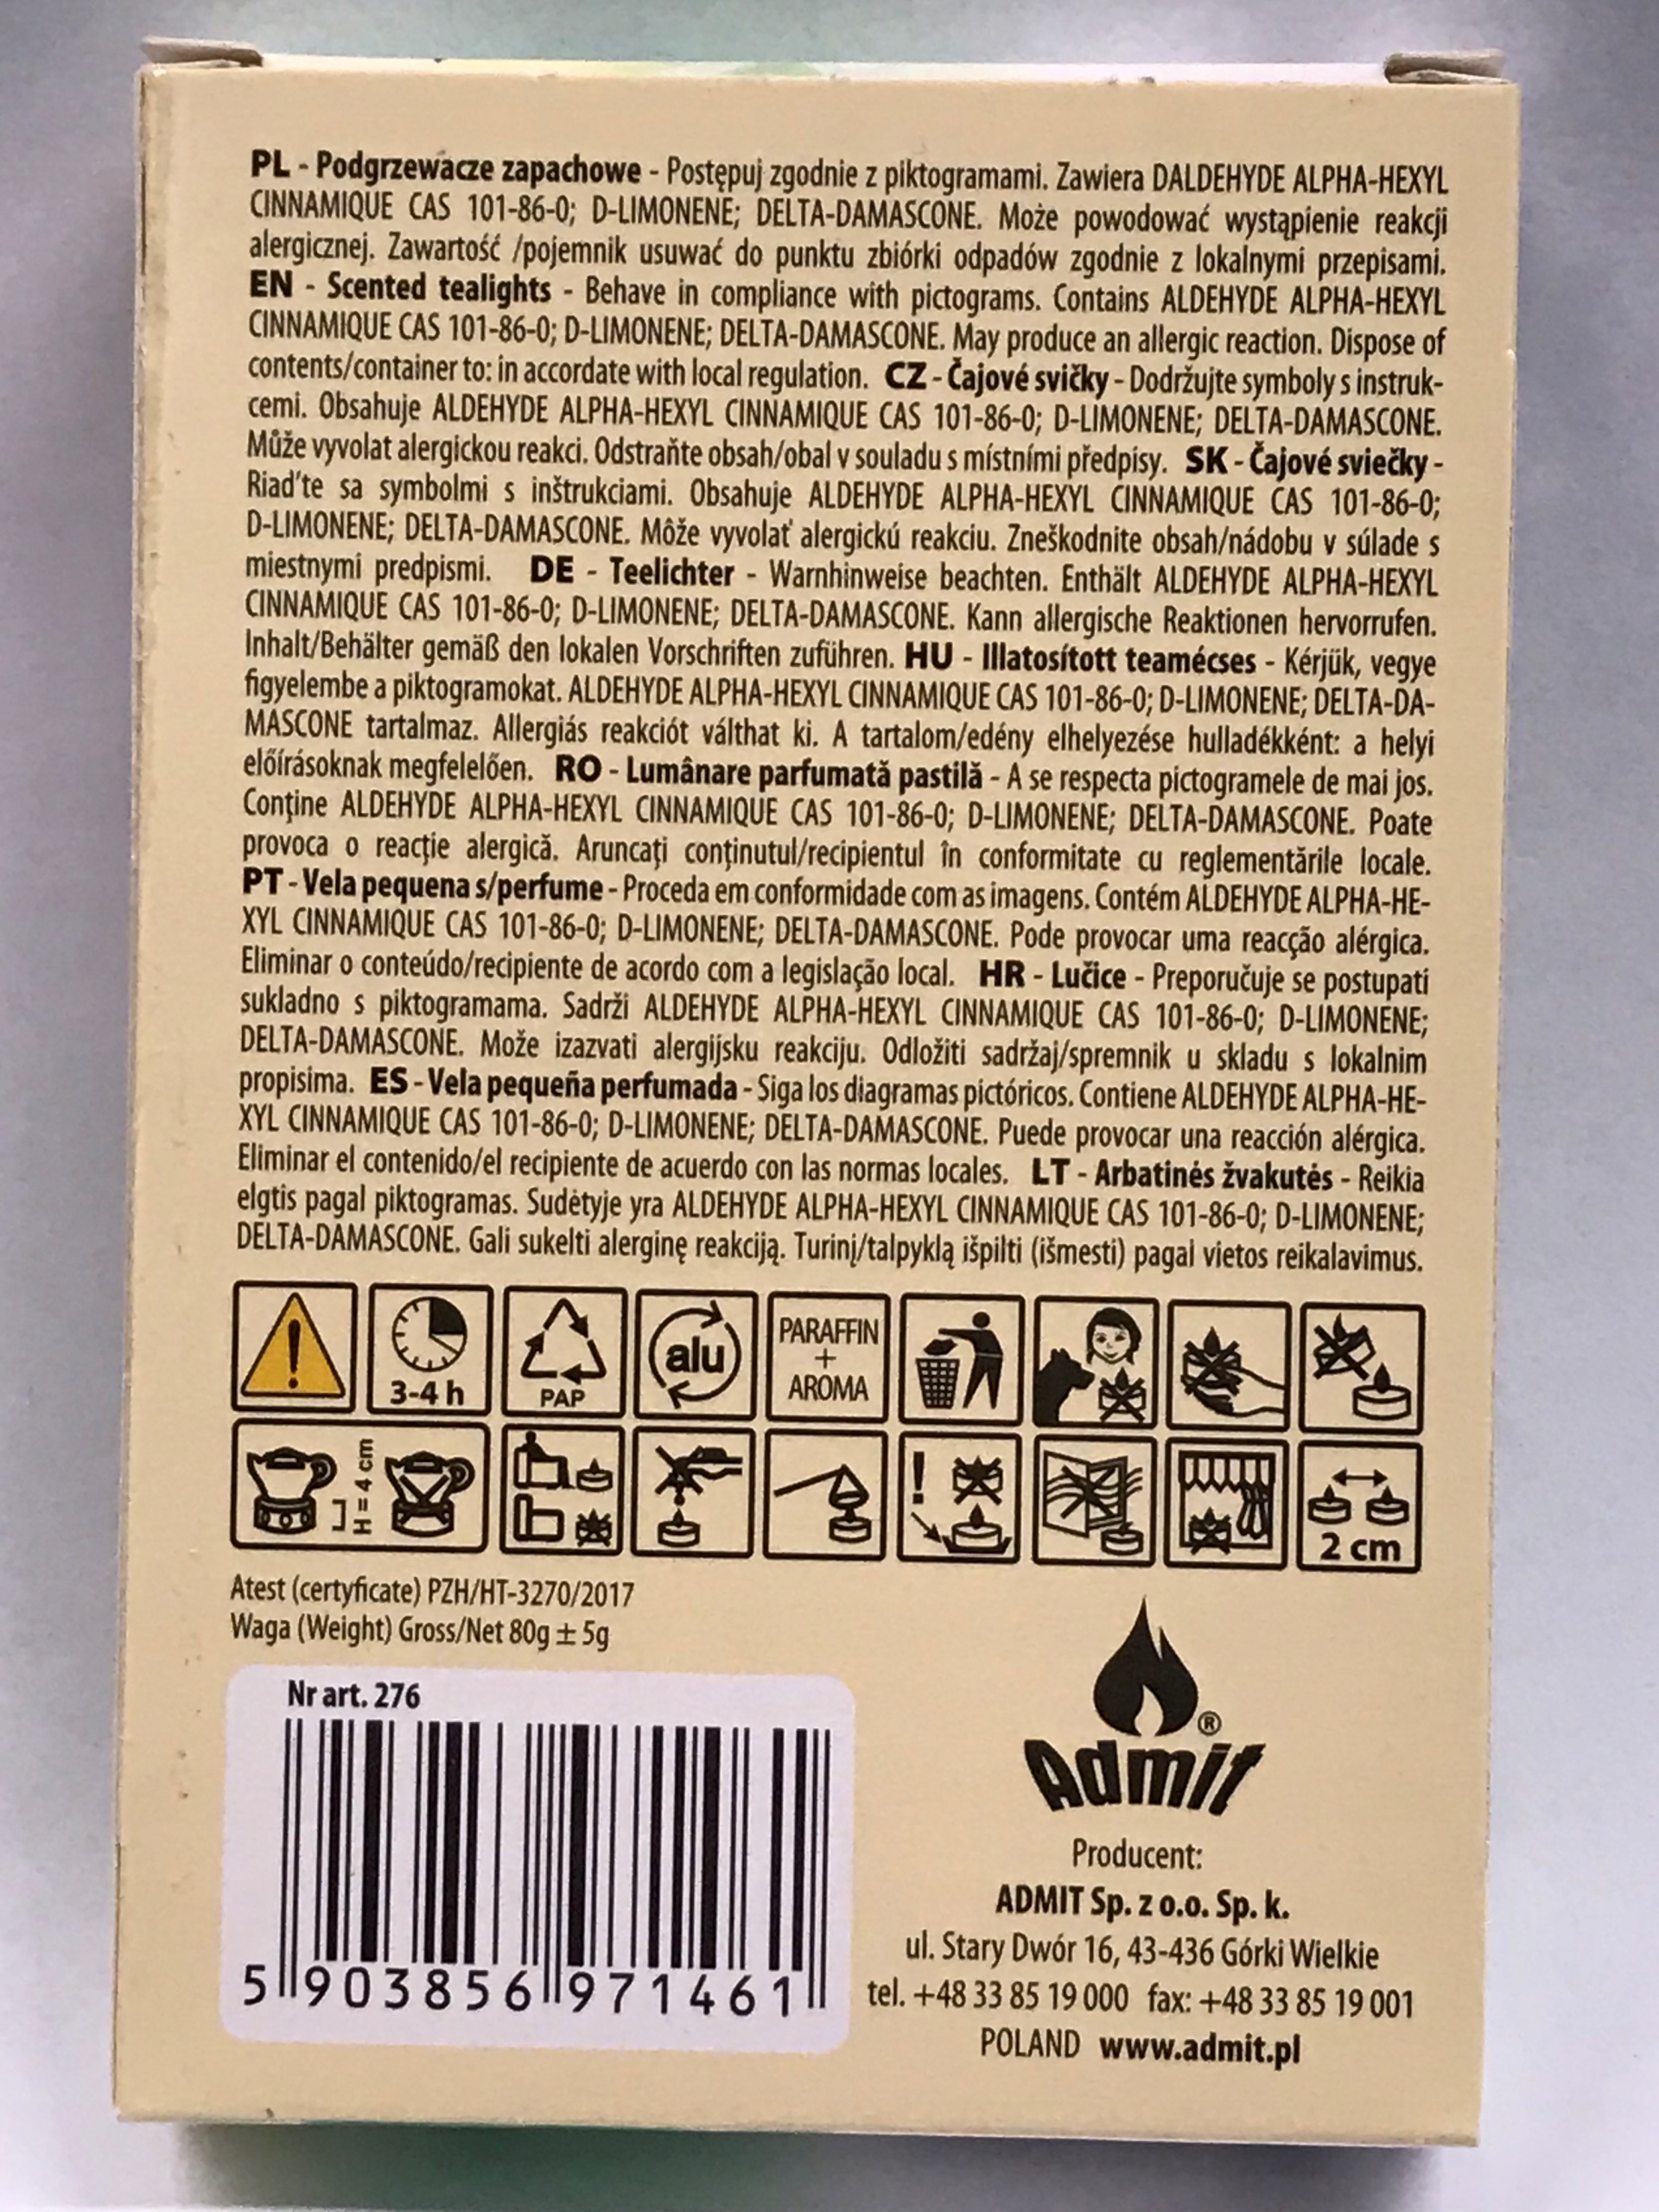 PL - Podgrzewacze zapachowe - Postępuj zgodnie z piktogramami. Zawiera DALDEHYDE ALPHA-HEXYL
CINNAMIQUE CAS 101-86-0; D-LIMONENE; DELTA-DAMASCONE. Może powodować wystąpienie reakcji
alergicznej. Zawartość /pojemnik usuwać do punktu zbiórki odpadów zgodnie z lokalnymi przepisami.
EN - Scented tealights - Behave in compliance with pictograms. Contains ALDEHYDE ALPHA-HEXYL
CINNAMIQUE CAS 101-86-0; D-LIMONENE; DELTA-DAMASCONE. May produce an allergic reaction. Dispose of
contents/container to: in accordate with local regulation. CZ - Čajové svičky - Dodržujte symboly s instruk-
cemi. Obsahuje ALDEHYDE ALPHA-HEXYL CINNAMIQUE CAS 101-86-0; D-LIMONENE; DELTA-DAMASCONE.
Může vyvolat alergickou reakci. Odstraňte obsah/obal v souladu s místními předpisy. SK - Čajové sviečky -
Riaďte sa symbolmi s inštrukciami. Obsahuje ALDEHYDE ALPHA-HEXYL CINNAMIQUE CAS 101-86-0;
D-LIMONENE; DELTA-DAMASCONE. Môže vyvolať alergickú reakciu. Zneškodnite obsah/nádobu v súlade s
miestnymi predpismi. DE - Teelichter - Warnhinweise beachten. Enthält ALDEHYDE ALPHA-HEXYL
CINNAMIQUE CAS 101-86-0; D-LIMONENE; DELTA-DAMASCONE. Kann allergische Reaktionen hervorrufen.
Inhalt/Behälter gemäß den lokalen Vorschriften zuführen. HU - Illatosított teamécses - Kérjük, vegye
figyelembe a piktogramokat. ALDEHYDE ALPHA-HEXYL CINNAMIQUE CAS 101-86-0; D-LIMONENE; DELTA-DA-
MASCONE tartalmaz. Allergiás reakciót válthat ki. A tartalom/edény elhelyezése hulladékként: a helyi
előírásoknak megfelelően. RO - Lumânare parfumată pastilă - A se respecta pictogramele de mai jos.
Conţine ALDEHYDE ALPHA-HEXYL CINNAMIQUE CAS 101-86-0; D-LIMONENE; DELTA-DAMASCONE. Poate
provoca o reacţie alergică. Aruncaţi conţinutul/recipientul în conformitate cu reglementările locale.
PT - Vela pequena s/perfume - Proceda em conformidade com as imagens. Contém ALDEHYDE ALPHA-HE-
XYL CINNAMIQUE CAS 101-86-0; D-LIMONENE; DELTA-DAMASCONE. Pode provocar uma reacção alérgica.
Eliminar o conteúdo/recipiente de acordo com a legislação local. HR - Lučice - Preporučuje se postupati
sukladno s piktogramama. Sadrži ALDEHYDE ALPHA-HEXYL CINNAMIQUE CAS 101-86-0; D-LIMONENE;
DELTA-DAMASCONE. Može izazvati alergijsku reakciju. Odložiti sadržaj/spremnik u skladu s lokalnim
propisima. ES - Vela pequeña perfumada - Siga los diagramas pictóricos. Contiene ALDEHYDE ALPHA-HE-
XYL CINNAMIQUE CAS 101-86-0; D-LIMONENE; DELTA-DAMASCONE. Puede provocar una reacción alérgica.
Eliminar el contenido/el recipiente de acuerdo con las normas locales. LT - Arbatinės žvakutės - Reikia
elgtis pagal piktogramas. Sudėtyje yra ALDEHYDE ALPHA-HEXYL CINNAMIQUE CAS 101-86-0; D-LIMONENE;
DELTA-DAMASCONE. Gali sukelti alerginę reakciją. Turinį/talpyklą išpilti (išmesti) pagal vietos reikalavimus.
3-4 h
PAP
alu
PARAFFIN
+
AROMA
H = 4 cm
!
2 cm
Atest (certyficate) PZH/HT-3270/2017
Waga (Weight) Gross/Net 80g ± 5g
Nr art. 276
5 903856 971461
®
Admit
Producent:
ADMIT Sp. z o.o. Sp. k.
ul. Stary Dwór 16, 43-436 Górki Wielkie
tel. +48 33 85 19 000 fax: +48 33 85 19 001
POLAND www.admit.pl